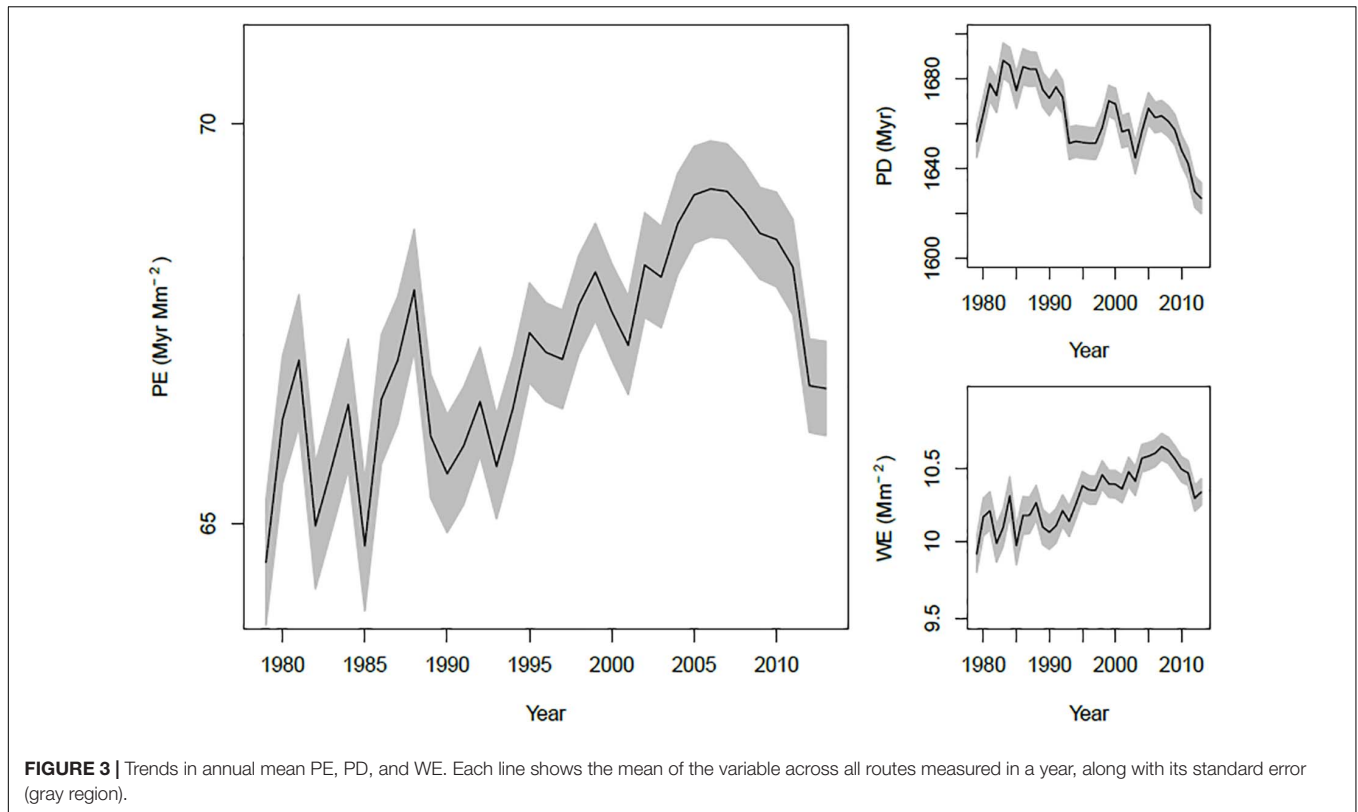 70
65
PE (Myr Mm⁻²)
1980 1985 1990 1995 2000 2005 2010
Year
1680
1640
1600
PD (Myr)
1980 1990 2000 2010
Year
10.5
10
9.5
WE (Mm⁻²)
1980 1990 2000 2010
Year
FIGURE 3 | Trends in annual mean PE, PD, and WE. Each line shows the mean of the variable across all routes measured in a year, along with its standard error
(gray region).